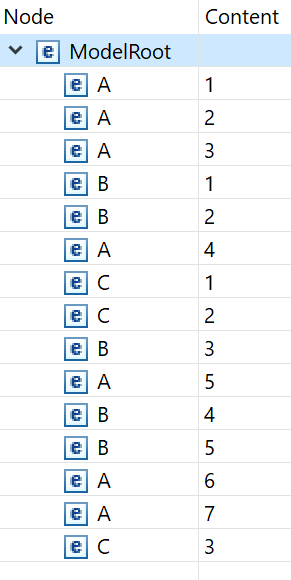 Node Content
e ModelRoot
e A 1
e A 2
e A 3
e B 1
e B 2
e A 4
e C 1
e C 2
e B 3
e A 5
e B 4
e B 5
e A 6
e A 7
e C 3